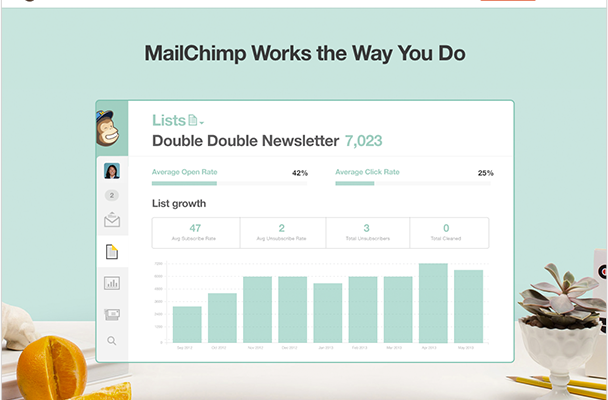 MailChimp Works the Way You Do
Lists
Double Double Newsletter 7,023
Average Open Rate 42%
Average Click Rate 25%
2
List growth
47
Avg Subscribe Rate
2
Avg Unsubscribe Rate
3
Total Unsubscribers
0
Total Cleaned